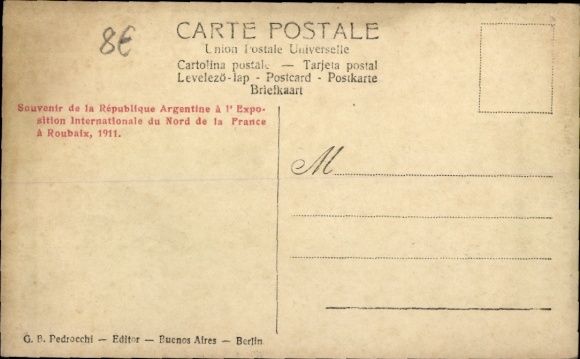 8€
CARTE POSTALE
Union Postale Universelle
Cartolina postale — Tarjeta postal
Levelező-lap - Postcard - Postkarte
Briefkaart
Souvenir de la République Argentine à l'Expo-
sition Internationale du Nord de la France
à Roubaix, 1911.
M
G. B. Pedrocchi — Editor — Buenos Aires — Berlin